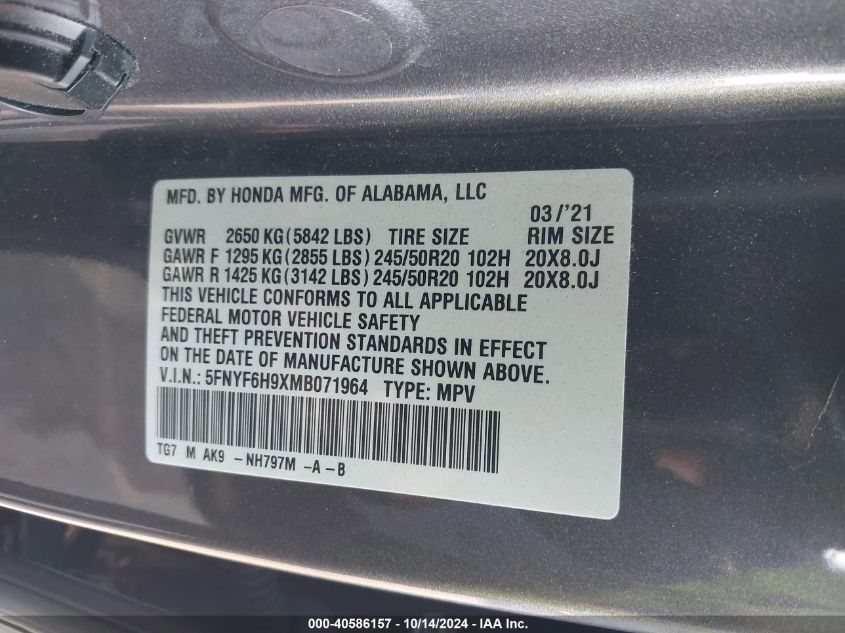 MFD. BY HONDA MFG. OF ALABAMA, LLC
03/'21
GVWR 2650 KG (5842 LBS) TIRE SIZE RIM SIZE
GAWR F 1295 KG (2855 LBS) 245/50R20 102H 20X8.0J
GAWR R 1425 KG (3142 LBS) 245/50R20 102H 20X8.0J
THIS VEHICLE CONFORMS TO ALL APPLICABLE
FEDERAL MOTOR VEHICLE SAFETY
AND THEFT PREVENTION STANDARDS IN EFFECT
ON THE DATE OF MANUFACTURE SHOWN ABOVE.
V.I.N.: 5FNYF6H9XMB071964 TYPE: MPV
TG7 M AK9 -NH797M -A -B
000-40586157 - 10/14/2024 - IAAI.COM